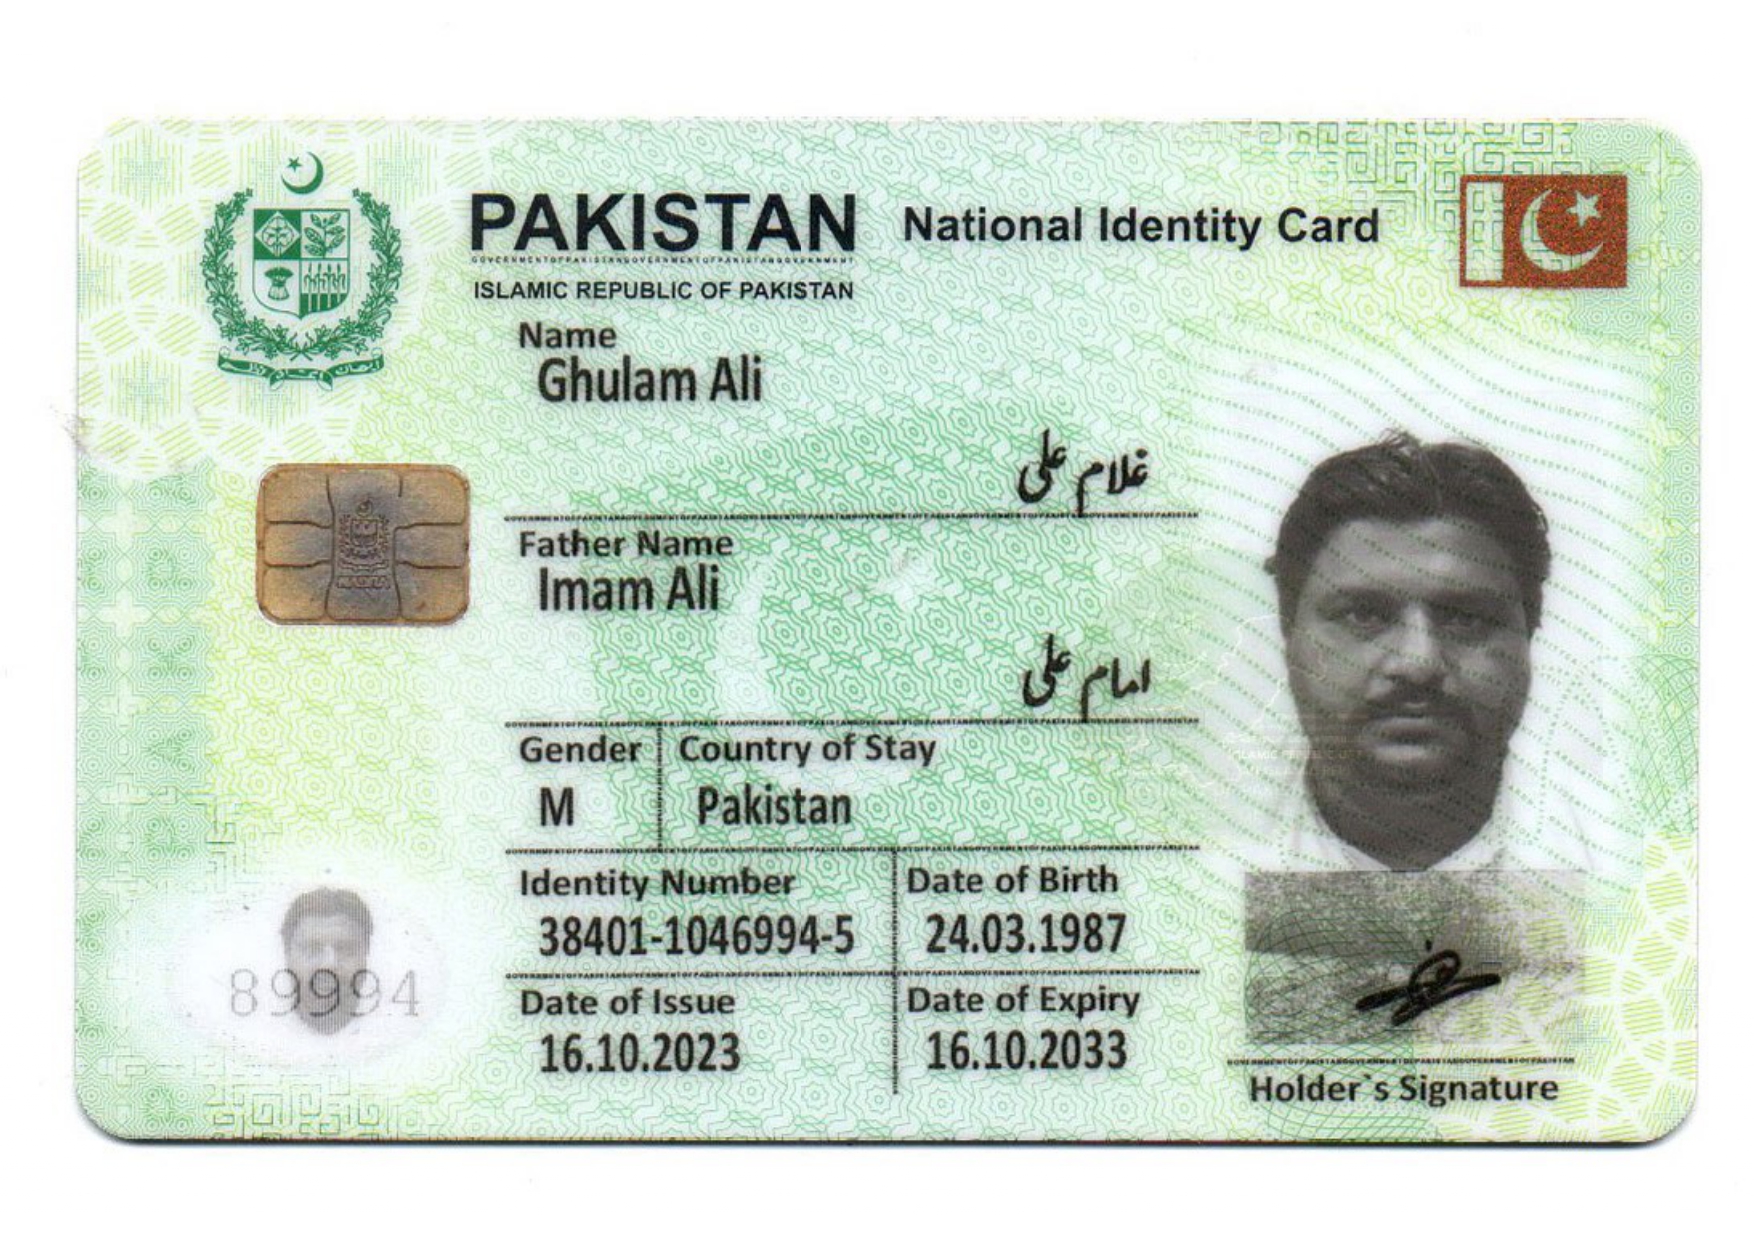 PAKISTAN National Identity Card
ISLAMIC REPUBLIC OF PAKISTAN
Name
Ghulam Ali
غلام علی
Father Name
Imam Ali
امام علی
Gender Country of Stay
M Pakistan
Identity Number Date of Birth
38401-1046994-5 24.03.1987
Date of Issue Date of Expiry
16.10.2023 16.10.2033
89994
Holder`s Signature